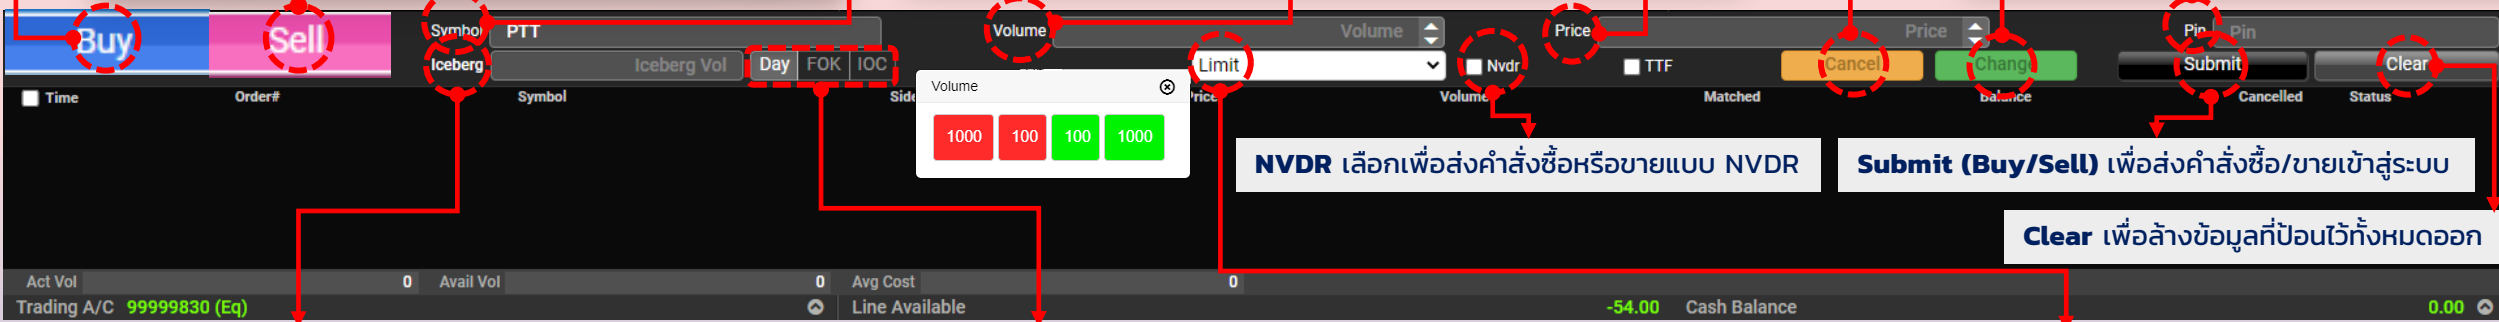 Buy Sell Symbol PTT Volume Volume Price Price Pin Pin
Iceberg Iceberg Vol Day FOK IOC Limit Nvdr TTF Cancel Change Submit Clear
Time Order# Symbol Side Price Volume Matched Balance Cancelled Status
Volume
1000 100 100 1000
NVDR เลือกเพื่อส่งคำสั่งซื้อหรือขายแบบ NVDR
Submit (Buy/Sell) เพื่อส่งคำสั่งซื้อ/ขายเข้าสู่ระบบ
Clear เพื่อล้างข้อมูลที่ป้อนไว้ทั้งหมดออก
Act Vol 0 Avail Vol 0 Avg Cost 0
Trading A/C 99999830 (Eq) Line Available -54.00 Cash Balance 0.00